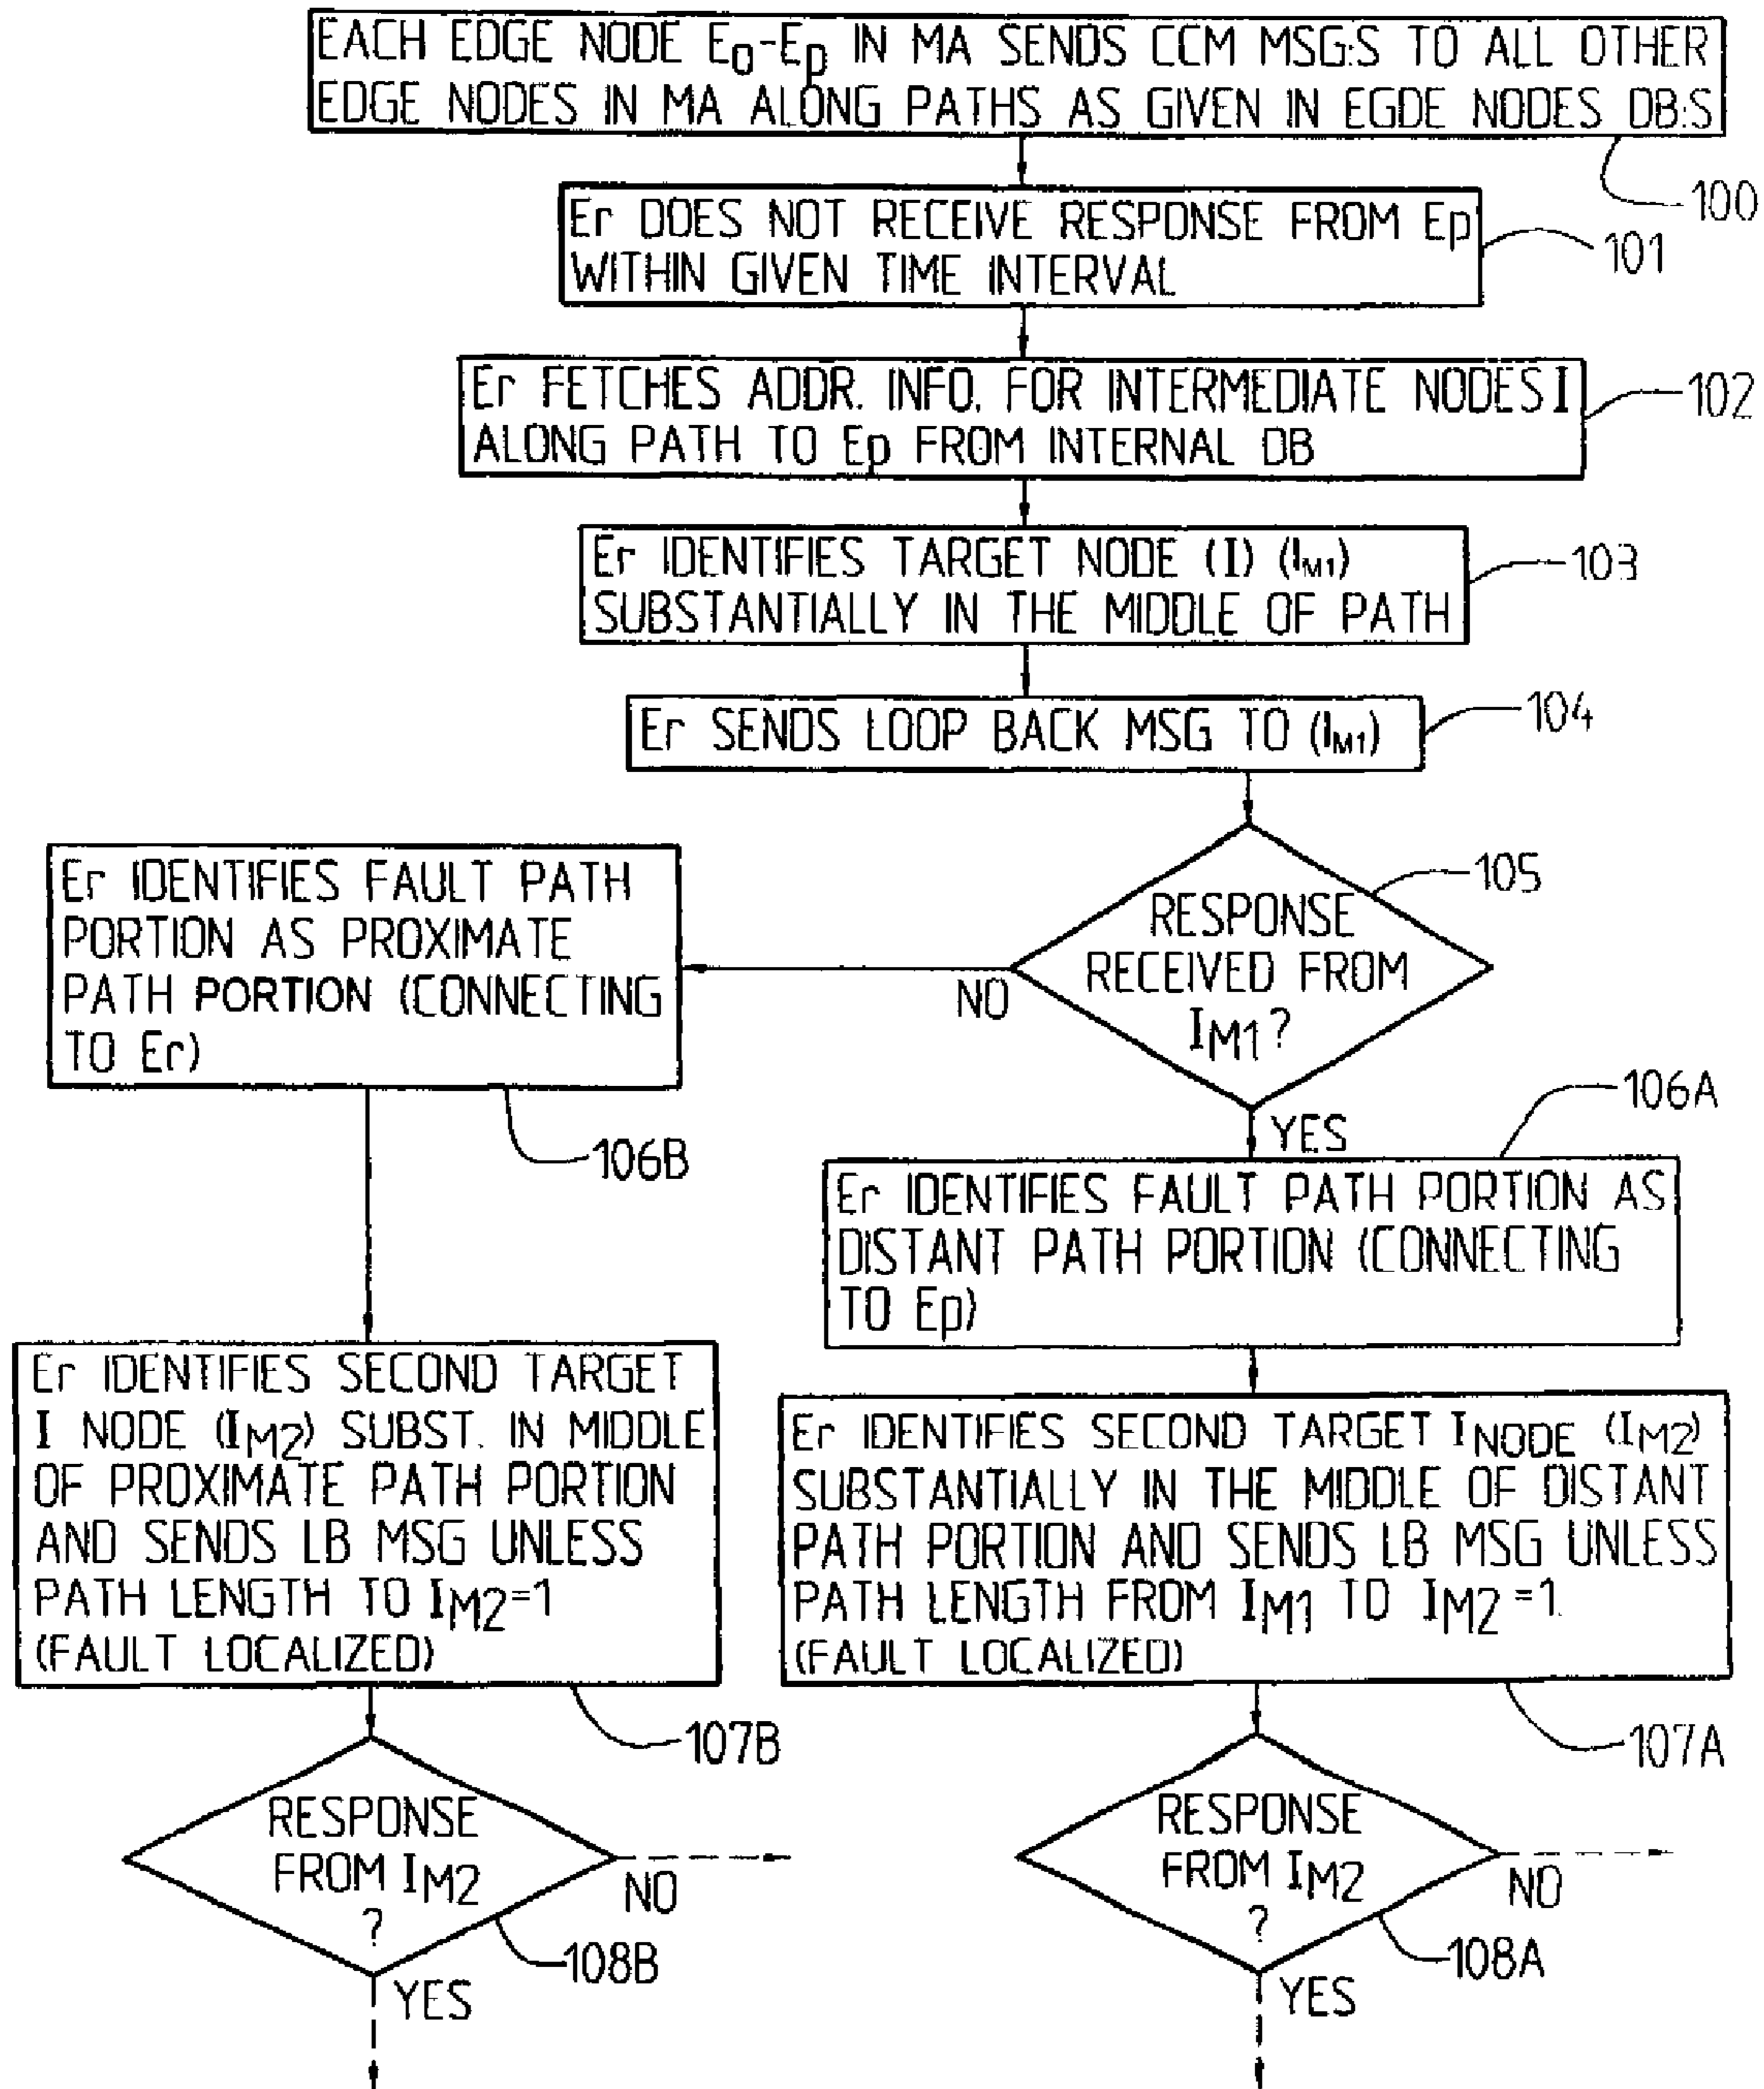 EACH EDGE NODE E0-Ep IN MA SENDS CCM MSG:S TO ALL OTHER
EDGE NODES IN MA ALONG PATHS AS GIVEN IN EGDE NODES DB:S
100
Er DOES NOT RECEIVE RESPONSE FROM Ep
WITHIN GIVEN TIME INTERVAL
101
Er FETCHES ADDR. INFO. FOR INTERMEDIATE NODES I
ALONG PATH TO Ep FROM INTERNAL DB
102
Er IDENTIFIES TARGET NODE (I) (IM1)
SUBSTANTIALLY IN THE MIDDLE OF PATH
103
Er SENDS LOOP BACK MSG TO (IM1)
104
RESPONSE
RECEIVED FROM
IM1?
105
NO
YES
Er IDENTIFIES FAULT PATH
PORTION AS PROXIMATE
PATH PORTION (CONNECTING
TO Er)
106B
Er IDENTIFIES FAULT PATH PORTION AS
DISTANT PATH PORTION (CONNECTING
TO Ep)
106A
Er IDENTIFIES SECOND TARGET
I NODE (IM2) SUBST. IN MIDDLE
OF PROXIMATE PATH PORTION
AND SENDS LB MSG UNLESS
PATH LENGTH TO IM2=1
(FAULT LOCALIZED)
107B
Er IDENTIFIES SECOND TARGET INODE (IM2)
SUBSTANTIALLY IN THE MIDDLE OF DISTANT
PATH PORTION AND SENDS LB MSG UNLESS
PATH LENGTH FROM IM1 TO IM2=1.
(FAULT LOCALIZED)
107A
RESPONSE
FROM IM2
?
NO
108B
YES
RESPONSE
FROM IM2
?
NO
108A
YES